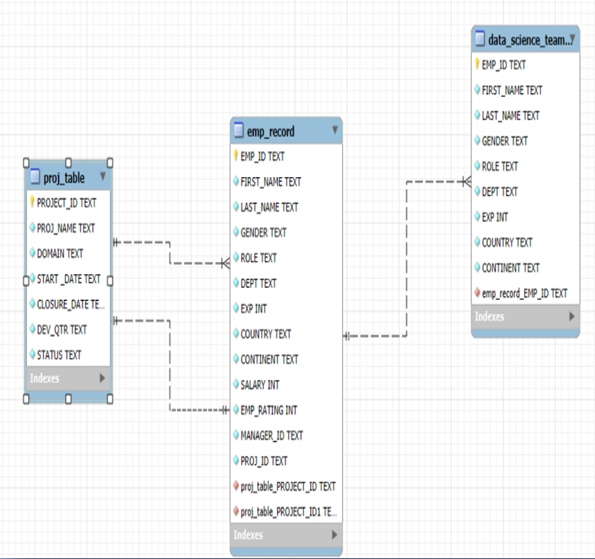 proj_table
PROJECT_ID TEXT
PROJ_NAME TEXT
DOMAIN TEXT
START _DATE TEXT
CLOSURE_DATE TE...
DEV_QTR TEXT
STATUS TEXT
Indexes
emp_record
EMP_ID TEXT
FIRST_NAME TEXT
LAST_NAME TEXT
GENDER TEXT
ROLE TEXT
DEPT TEXT
EXP INT
COUNTRY TEXT
CONTINENT TEXT
SALARY INT
EMP_RATING INT
MANAGER_ID TEXT
PROJ_ID TEXT
proj_table_PROJECT_ID TEXT
proj_table_PROJECT_ID1 TE...
Indexes
data_science_team...
EMP_ID TEXT
FIRST_NAME TEXT
LAST_NAME TEXT
GENDER TEXT
ROLE TEXT
DEPT TEXT
EXP INT
COUNTRY TEXT
CONTINENT TEXT
emp_record_EMP_ID TEXT
Indexes